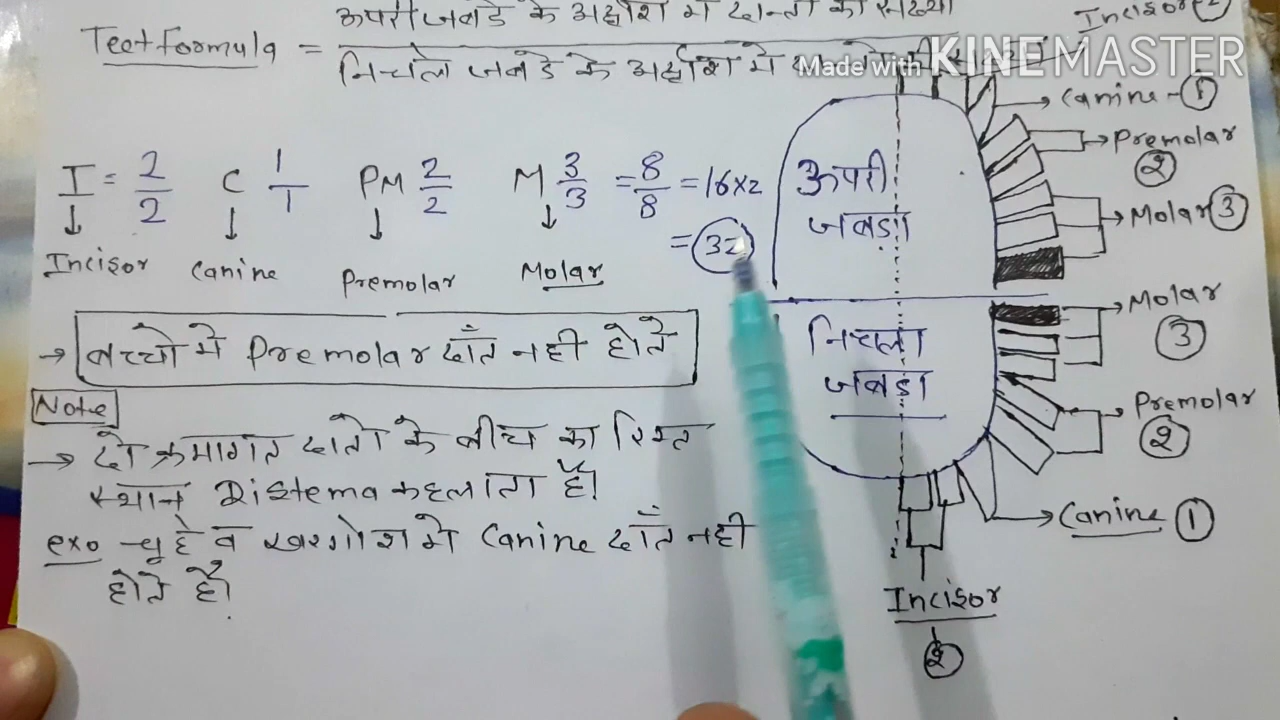 ऊपरी जबडे के अर्द्धांश में दान्तो की संख्या
Teet formula =
निचले जबडे के अर्द्धांश मे
Made with KINEMASTER
Incisor 2
Canine - 1
Premolar
2
Molar 3
I = 2/2 C 1/1 PM 2/2 M 3/3 = 8/8 = 16x2
= 32
Incisor Canine Premolar Molar
ऊपरी
जबडा
Molar
3
निचला
जबडा
Premolar
2
Canine 1
Incisor
2
→ बच्चो मे Premolar दाँत नही होते
Note
→ दो क्रमागत दातो के बीच का रिक्त
स्थान Distema कहलाता है।
exo चूहे व खरगोश मे Canine दाँत नही
होते है।